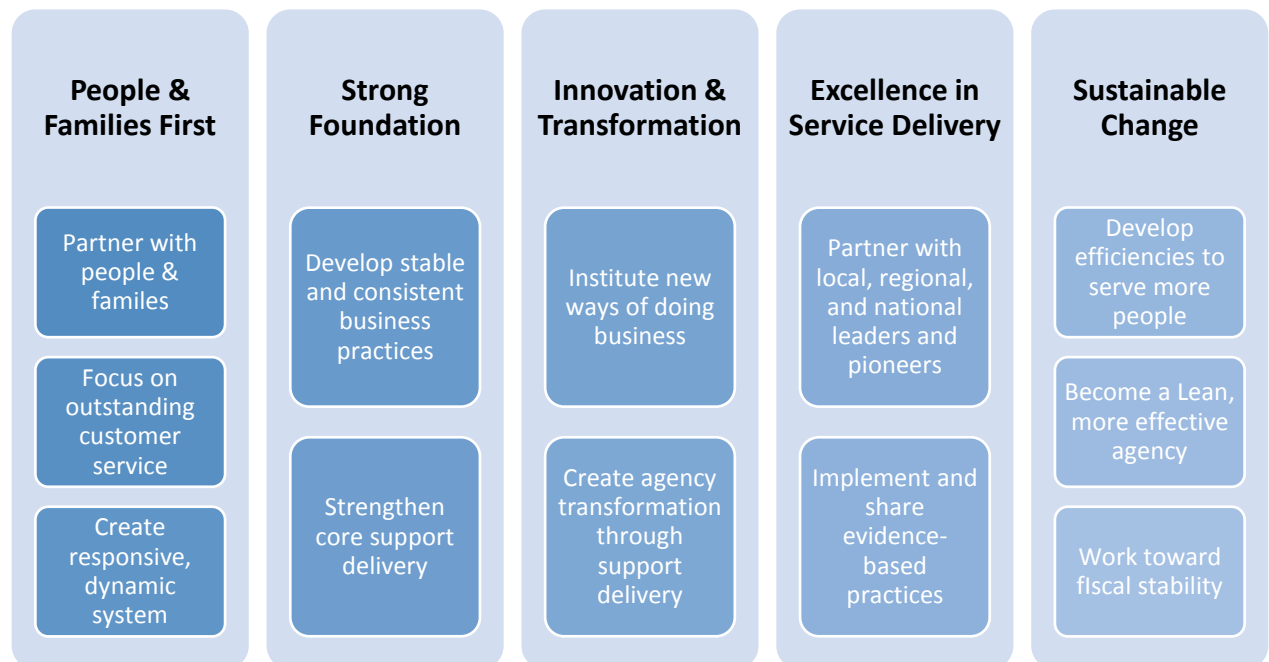 People &
Families First
Partner with
people &
familes
Focus on
outstanding
customer
service
Create
responsive,
dynamic
system
Strong
Foundation
Develop stable
and consistent
business
practices
Strengthen
core support
delivery
Innovation &
Transformation
Institute new
ways of doing
business
Create agency
transformation
through
support
delivery
Excellence in
Service Delivery
Partner with
local, regional,
and national
leaders and
pioneers
Implement and
share
evidence-
based
practices
Sustainable
Change
Develop
efficiencies to
serve more
people
Become a Lean,
more effective
agency
Work toward
fIscal stability